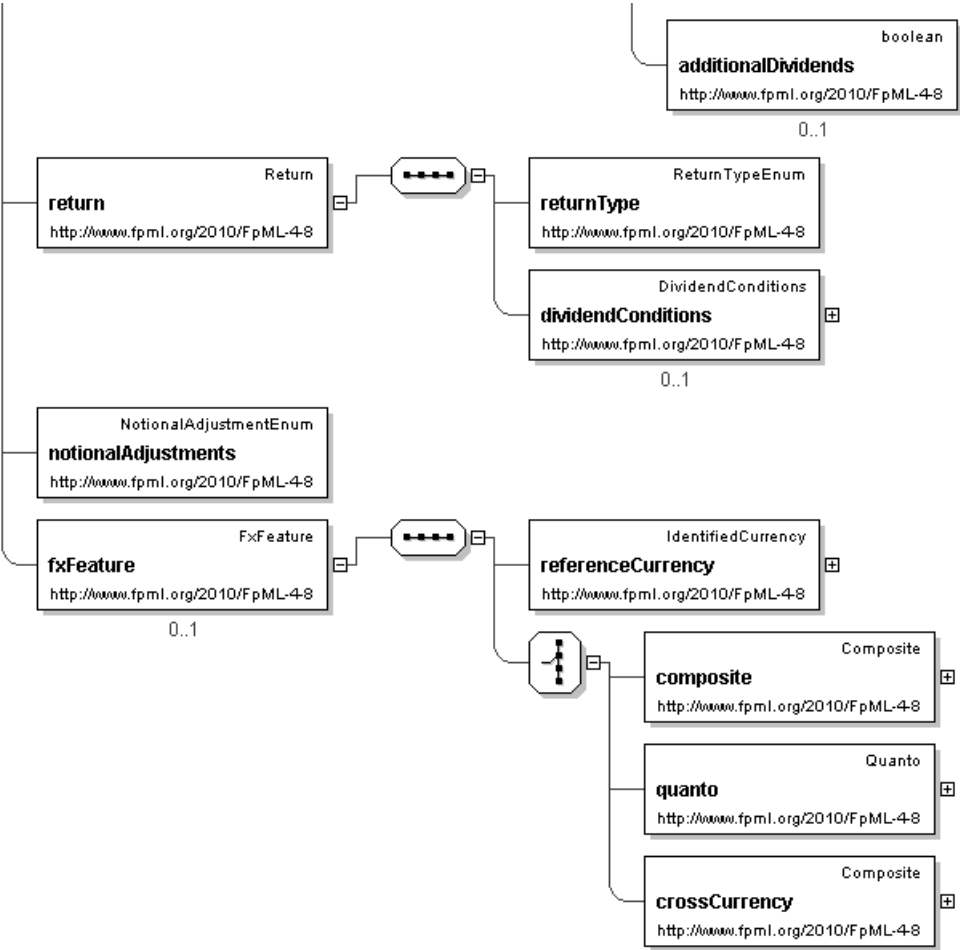 boolean
additionalDividends
http://www.fpml.org/2010/FpML-4-8
0..1
Return
return
http://www.fpml.org/2010/FpML-4-8
ReturnTypeEnum
returnType
http://www.fpml.org/2010/FpML-4-8
DividendConditions
dividendConditions
http://www.fpml.org/2010/FpML-4-8
0..1
NotionalAdjustmentEnum
notionalAdjustments
http://www.fpml.org/2010/FpML-4-8
FxFeature
fxFeature
http://www.fpml.org/2010/FpML-4-8
0..1
IdentifiedCurrency
referenceCurrency
http://www.fpml.org/2010/FpML-4-8
Composite
composite
http://www.fpml.org/2010/FpML-4-8
Quanto
quanto
http://www.fpml.org/2010/FpML-4-8
Composite
crossCurrency
http://www.fpml.org/2010/FpML-4-8